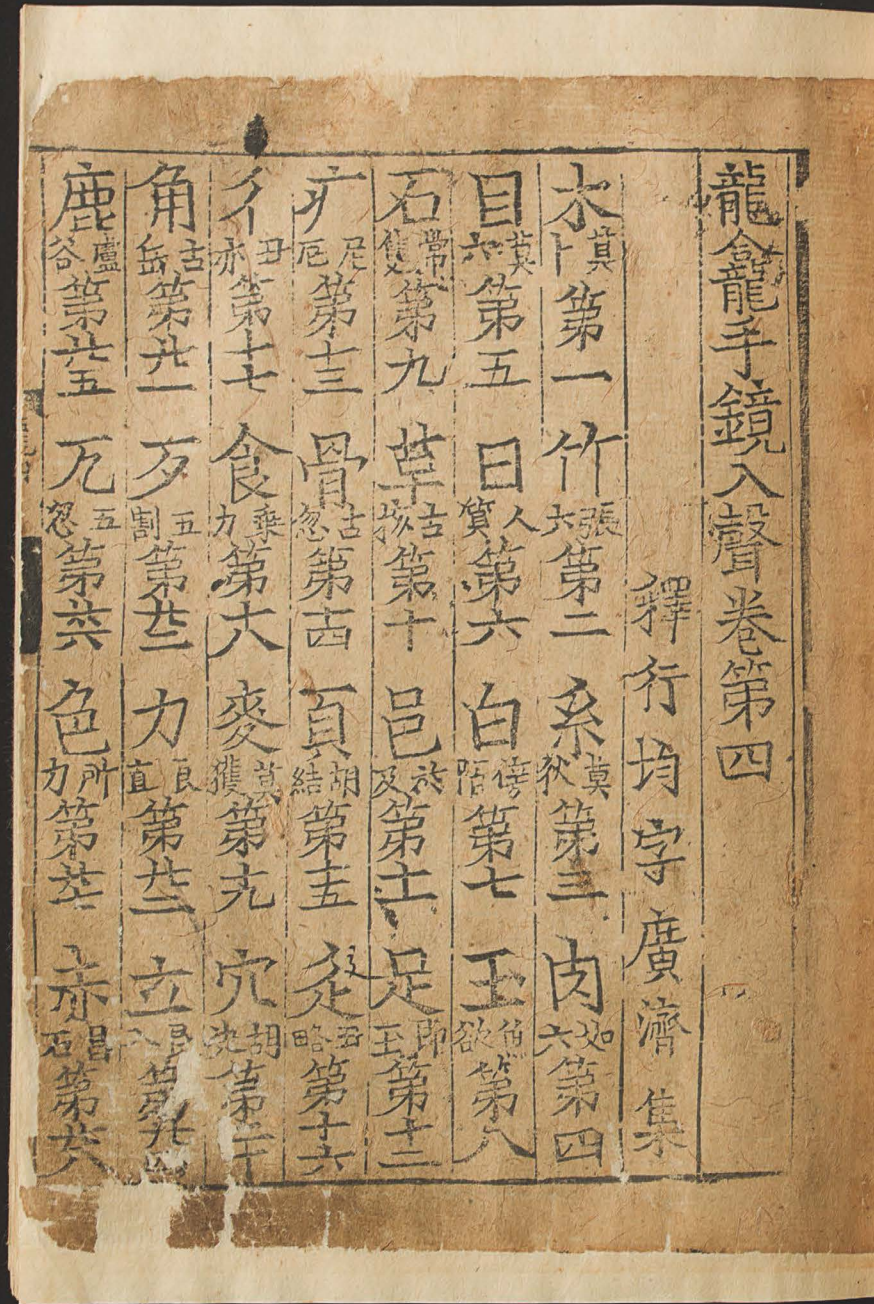 龍龕手鏡入聲卷第四
釋行均字廣濟集
木莫卜第一 竹張六第二 糸莫狄第三 肉如六第四
目莫六第五 日人質第六 白傍陌第七 玉魚欲第八
石常隻第九 革古核第十 邑於及第十一 足即玉第十二
疒尼厄第十三 骨古忽第十四 頁胡結第十五 辵丑略第十六
彳丑亦第十七 食乘力第十八 麥莫獲第十九 穴胡決第二十
角古岳第廿一 歹五割第廿二 力良直第廿三 立第廿四
鹿盧谷第廿五 兀五忽第廿六 色所力第廿七 赤昌石第廿八